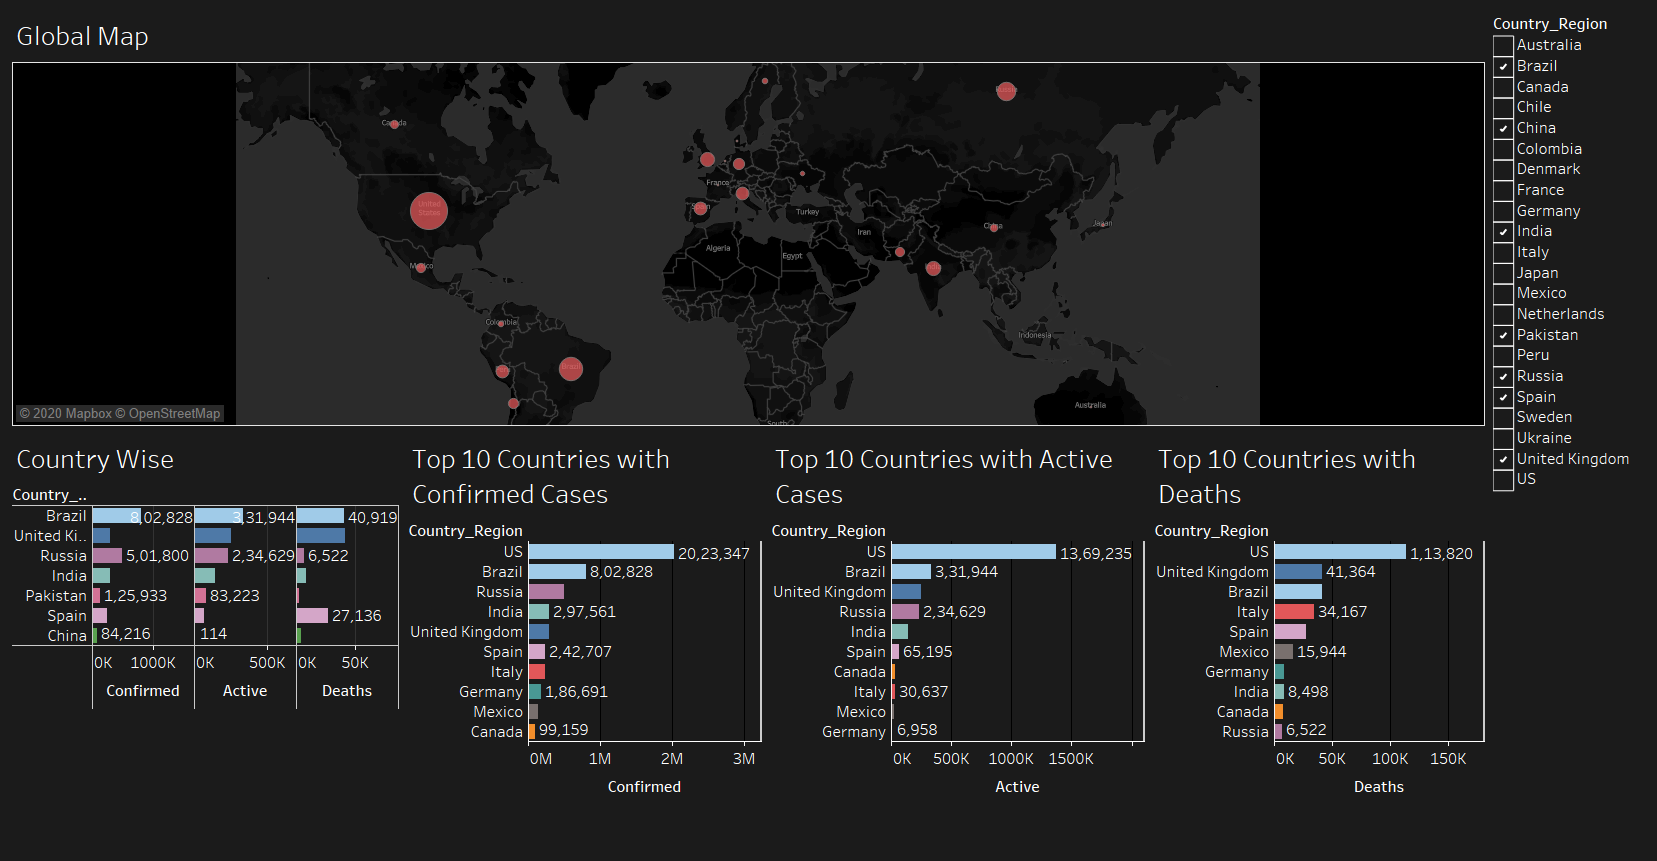 Global Map
Canada
United
States
Mexico
Colombia
Peru
Brazil
France
Spain
Algeria
Egypt
Turkey
Iran
Russia
China
Japan
India
Indonesia
Australia
South
© 2020 Mapbox © OpenStreetMap
Country_Region
Australia
Brazil
Canada
Chile
China
Colombia
Denmark
France
Germany
India
Italy
Japan
Mexico
Netherlands
Pakistan
Peru
Russia
Spain
Sweden
Ukraine
United Kingdom
US
Country Wise
Country_..
Brazil 8,02,828 3,31,944 40,919
United Ki..
Russia 5,01,800 2,34,629 6,522
India
Pakistan 1,25,933 83,223
Spain 27,136
China 84,216 114
0K 1000K 0K 500K 0K 50K
Confirmed Active Deaths
Top 10 Countries with
Confirmed Cases
Country_Region
US 20,23,347
Brazil 8,02,828
Russia
India 2,97,561
United Kingdom
Spain 2,42,707
Italy
Germany 1,86,691
Mexico
Canada 99,159
0M 1M 2M 3M
Confirmed
Top 10 Countries with Active
Cases
Country_Region
US 13,69,235
Brazil 3,31,944
United Kingdom
Russia 2,34,629
India
Spain 65,195
Canada
Italy 30,637
Mexico
Germany 6,958
0K 500K 1000K 1500K
Active
Top 10 Countries with
Deaths
Country_Region
US 1,13,820
United Kingdom 41,364
Brazil
Italy 34,167
Spain
Mexico 15,944
Germany
India 8,498
Canada
Russia 6,522
0K 50K 100K 150K
Deaths